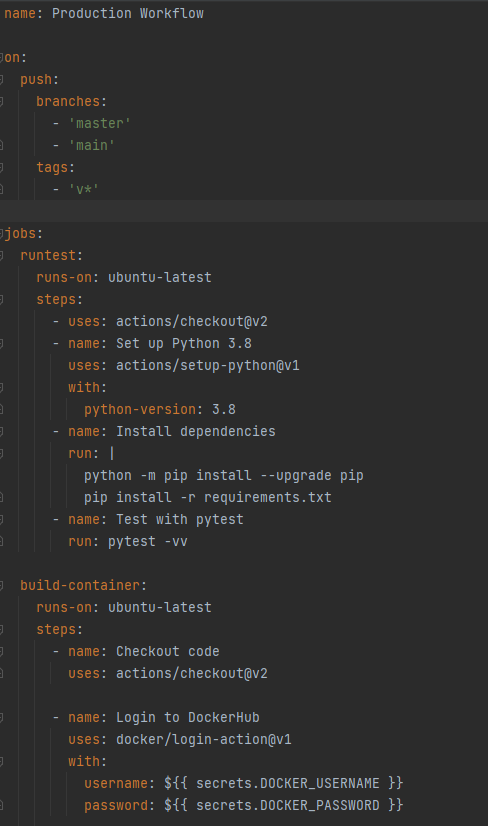 name: Production Workflow
on:
push:
branches:
- 'master'
- 'main'
tags:
- 'v*'
jobs:
runtest:
runs-on: ubuntu-latest
steps:
- uses: actions/checkout@v2
- name: Set up Python 3.8
uses: actions/setup-python@v1
with:
python-version: 3.8
- name: Install dependencies
run: |
python -m pip install --upgrade pip
pip install -r requirements.txt
- name: Test with pytest
run: pytest -vv
build-container:
runs-on: ubuntu-latest
steps:
- name: Checkout code
uses: actions/checkout@v2
- name: Login to DockerHub
uses: docker/login-action@v1
with:
username: ${{ secrets.DOCKER_USERNAME }}
password: ${{ secrets.DOCKER_PASSWORD }}